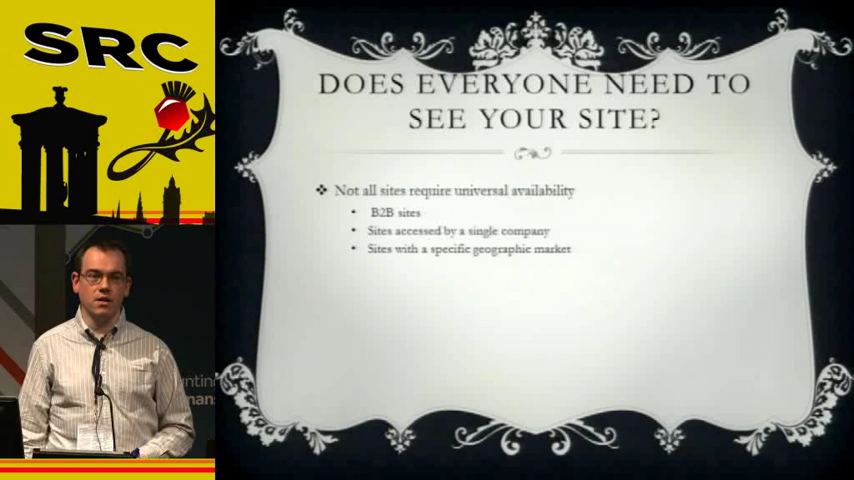 SRC
DOES EVERYONE NEED TO
SEE YOUR SITE?
Not all sites require universal availability
B2B sites
Sites accessed by a single company
Sites with a specific geographic market